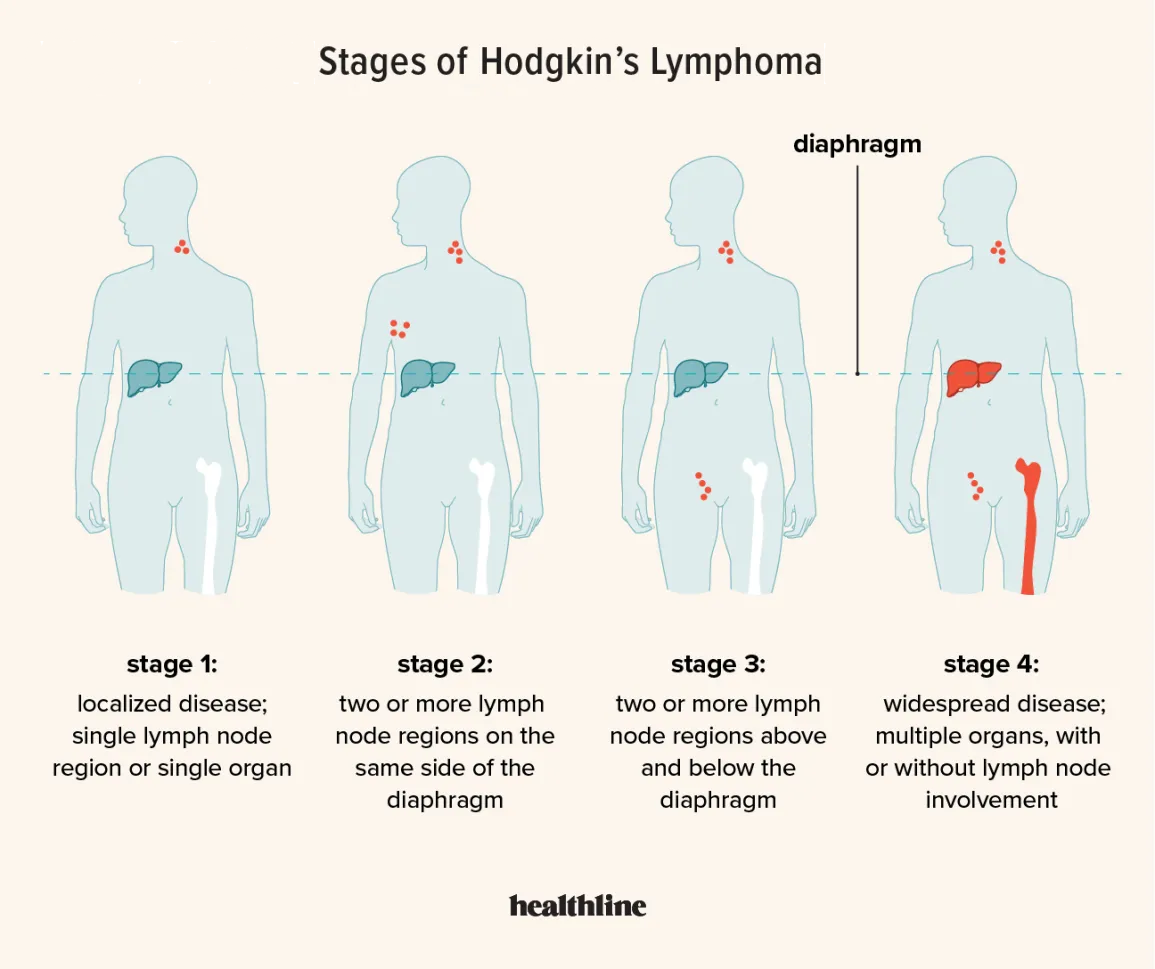 Stages of Hodgkin’s Lymphoma
diaphragm
stage 1:
localized disease;
single lymph node
region or single organ
stage 2:
two or more lymph
node regions on the
same side of the
diaphragm
stage 3:
two or more lymph
node regions above
and below the
diaphragm
stage 4:
widespread disease;
multiple organs, with
or without lymph node
involvement
healthline